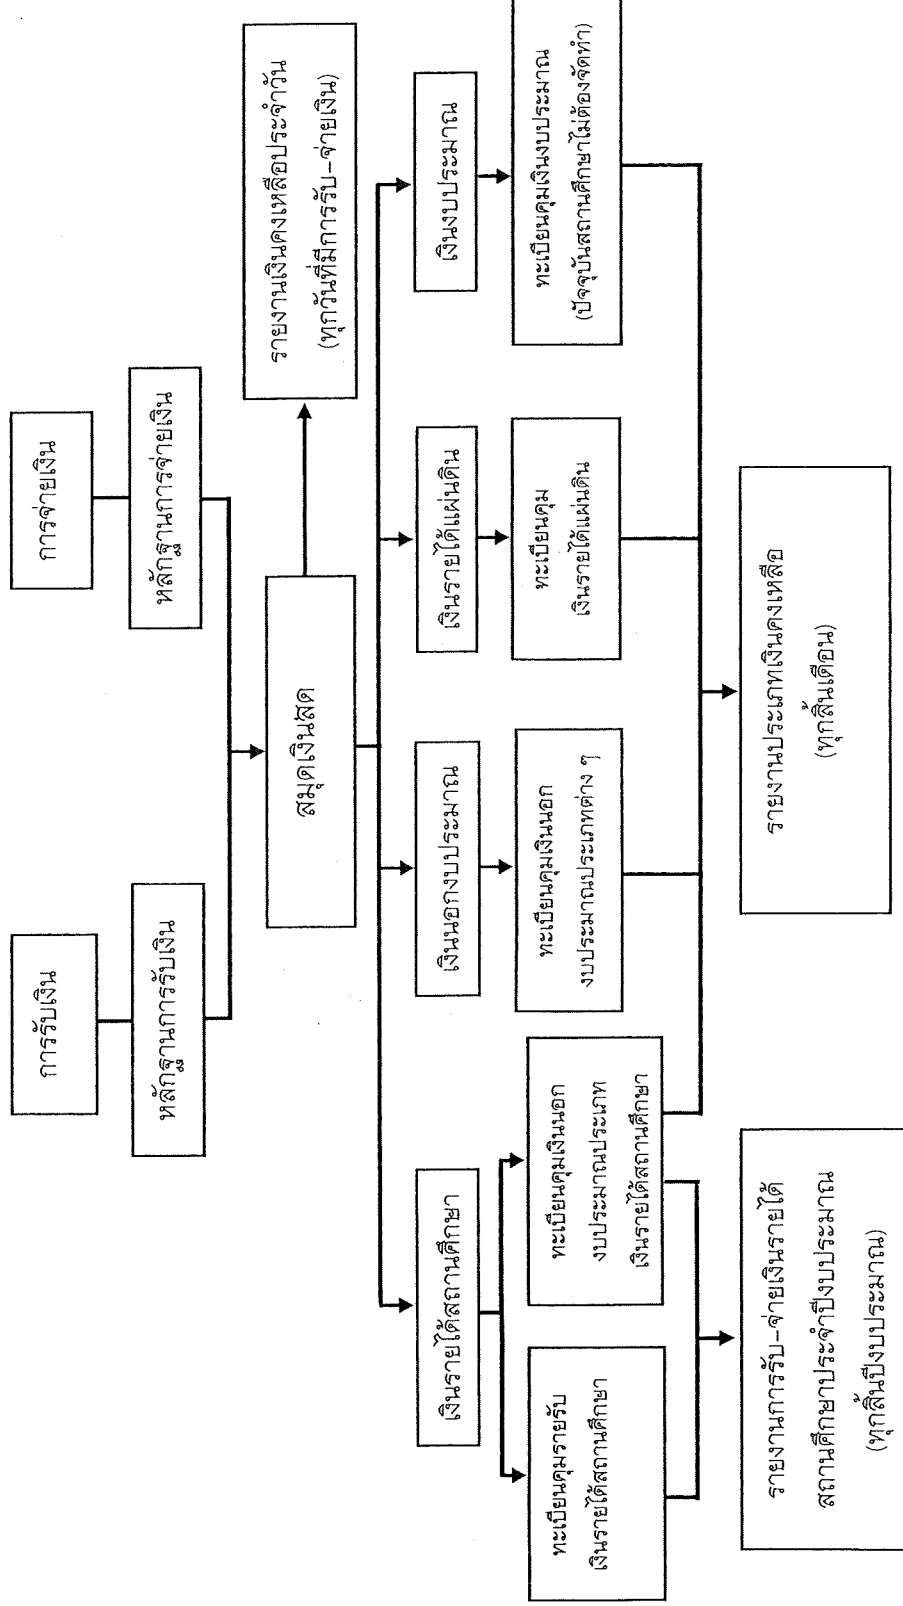 การรับเงิน
การจ่ายเงิน
หลักฐานการรับเงิน
หลักฐานการจ่ายเงิน
สมุดเงินสด
รายงานเงินคงเหลือประจำวัน
(ทุกวันที่มีการรับ-จ่ายเงิน)
เงินรายได้สถานศึกษา
เงินนอกงบประมาณ
เงินรายได้แผ่นดิน
เงินงบประมาณ
ทะเบียนคุมรายรับ
เงินรายได้สถานศึกษา
ทะเบียนคุมเงินนอก
งบประมาณประเภท
เงินรายได้สถานศึกษา
ทะเบียนคุมเงินนอก
งบประมาณประเภทต่าง ๆ
ทะเบียนคุม
เงินรายได้แผ่นดิน
ทะเบียนคุมเงินงบประมาณ
(ปัจจุบันสถานศึกษาไม่ต้องจัดทำ)
รายงานการรับ-จ่ายเงินรายได้
สถานศึกษาประจำปีงบประมาณ
(ทุกสิ้นปีงบประมาณ)
รายงานประเภทเงินคงเหลือ
(ทุกสิ้นเดือน)